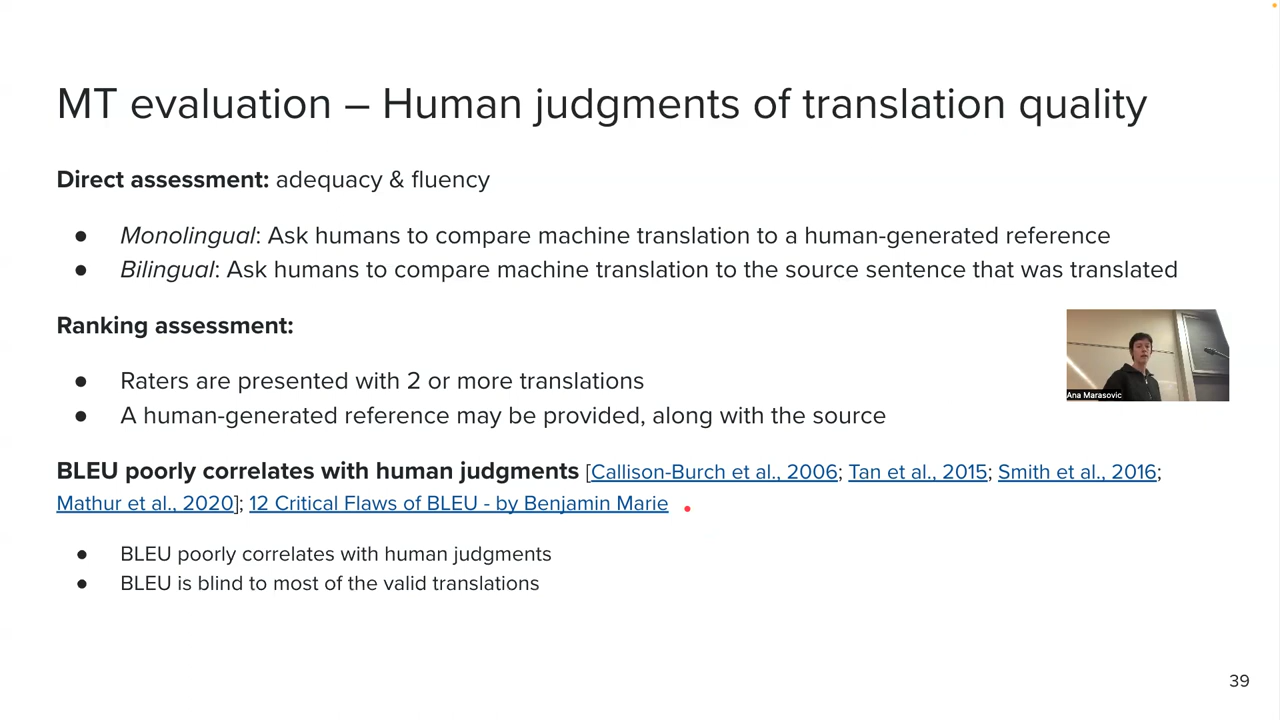 MT evaluation – Human judgments of translation quality
Direct assessment: adequacy & fluency
● Monolingual: Ask humans to compare machine translation to a human-generated reference
● Bilingual: Ask humans to compare machine translation to the source sentence that was translated
Ranking assessment:
● Raters are presented with 2 or more translations
● A human-generated reference may be provided, along with the source
Ana Marasovic
BLEU poorly correlates with human judgments [Callison-Burch et al., 2006; Tan et al., 2015; Smith et al., 2016;
Mathur et al., 2020]; 12 Critical Flaws of BLEU - by Benjamin Marie
● BLEU poorly correlates with human judgments
● BLEU is blind to most of the valid translations
39